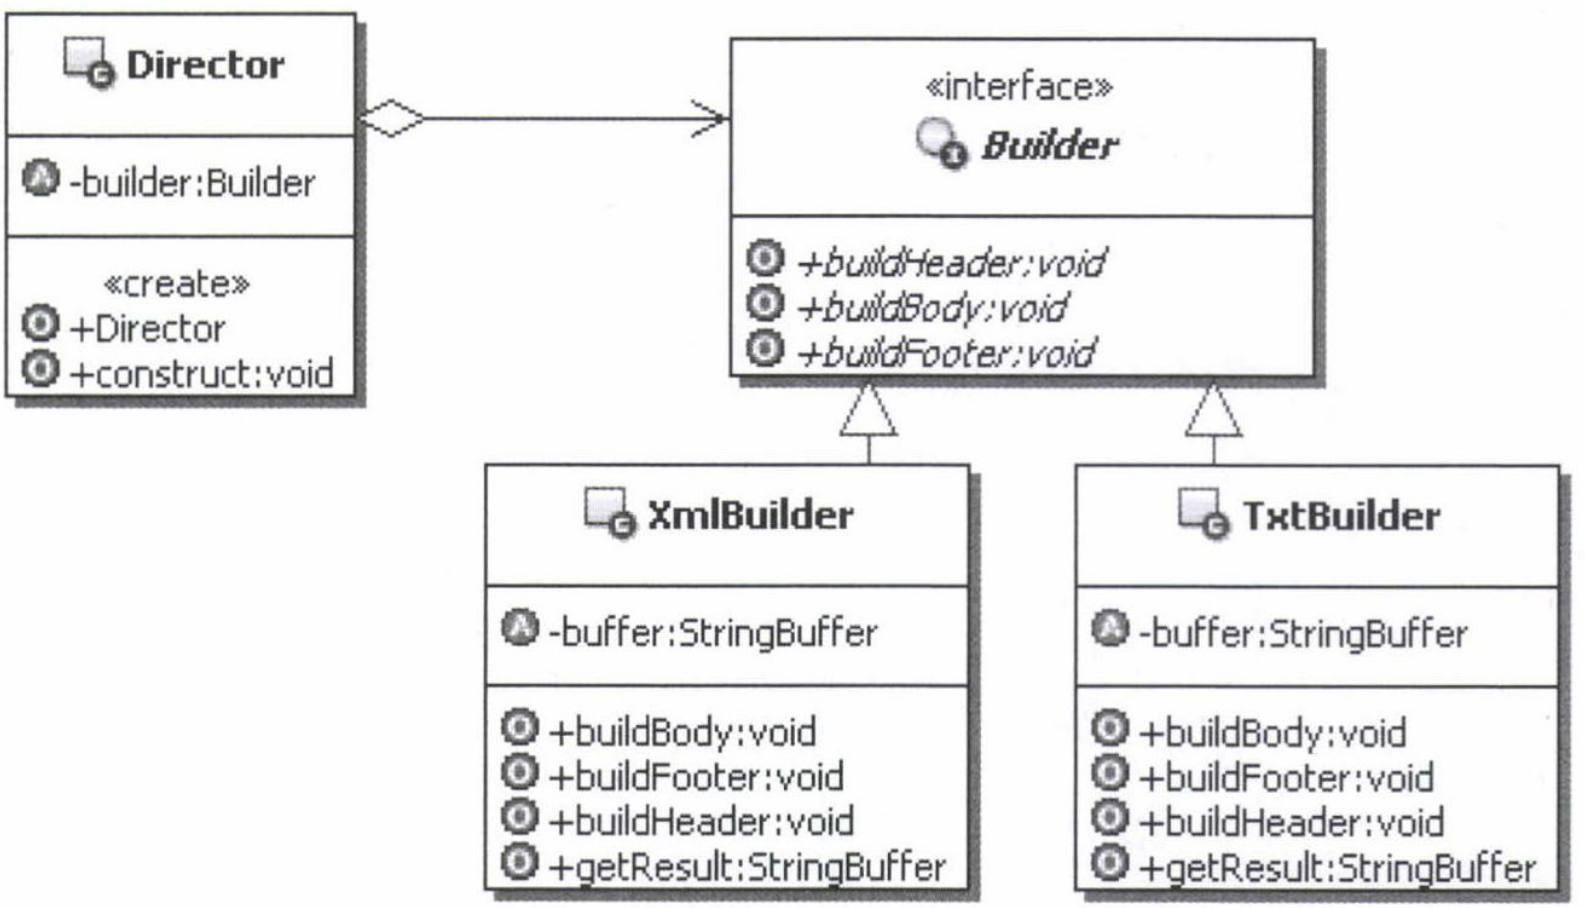 Director
-builder:Builder
«create»
+Director
+construct:void
«interface»
Builder
+buildHeader:void
+buildBody:void
+buildFooter:void
XmlBuilder
-buffer:StringBuffer
+buildBody:void
+buildFooter:void
+buildHeader:void
+getResult:StringBuffer
TxtBuilder
-buffer:StringBuffer
+buildBody:void
+buildFooter:void
+buildHeader:void
+getResult:StringBuffer